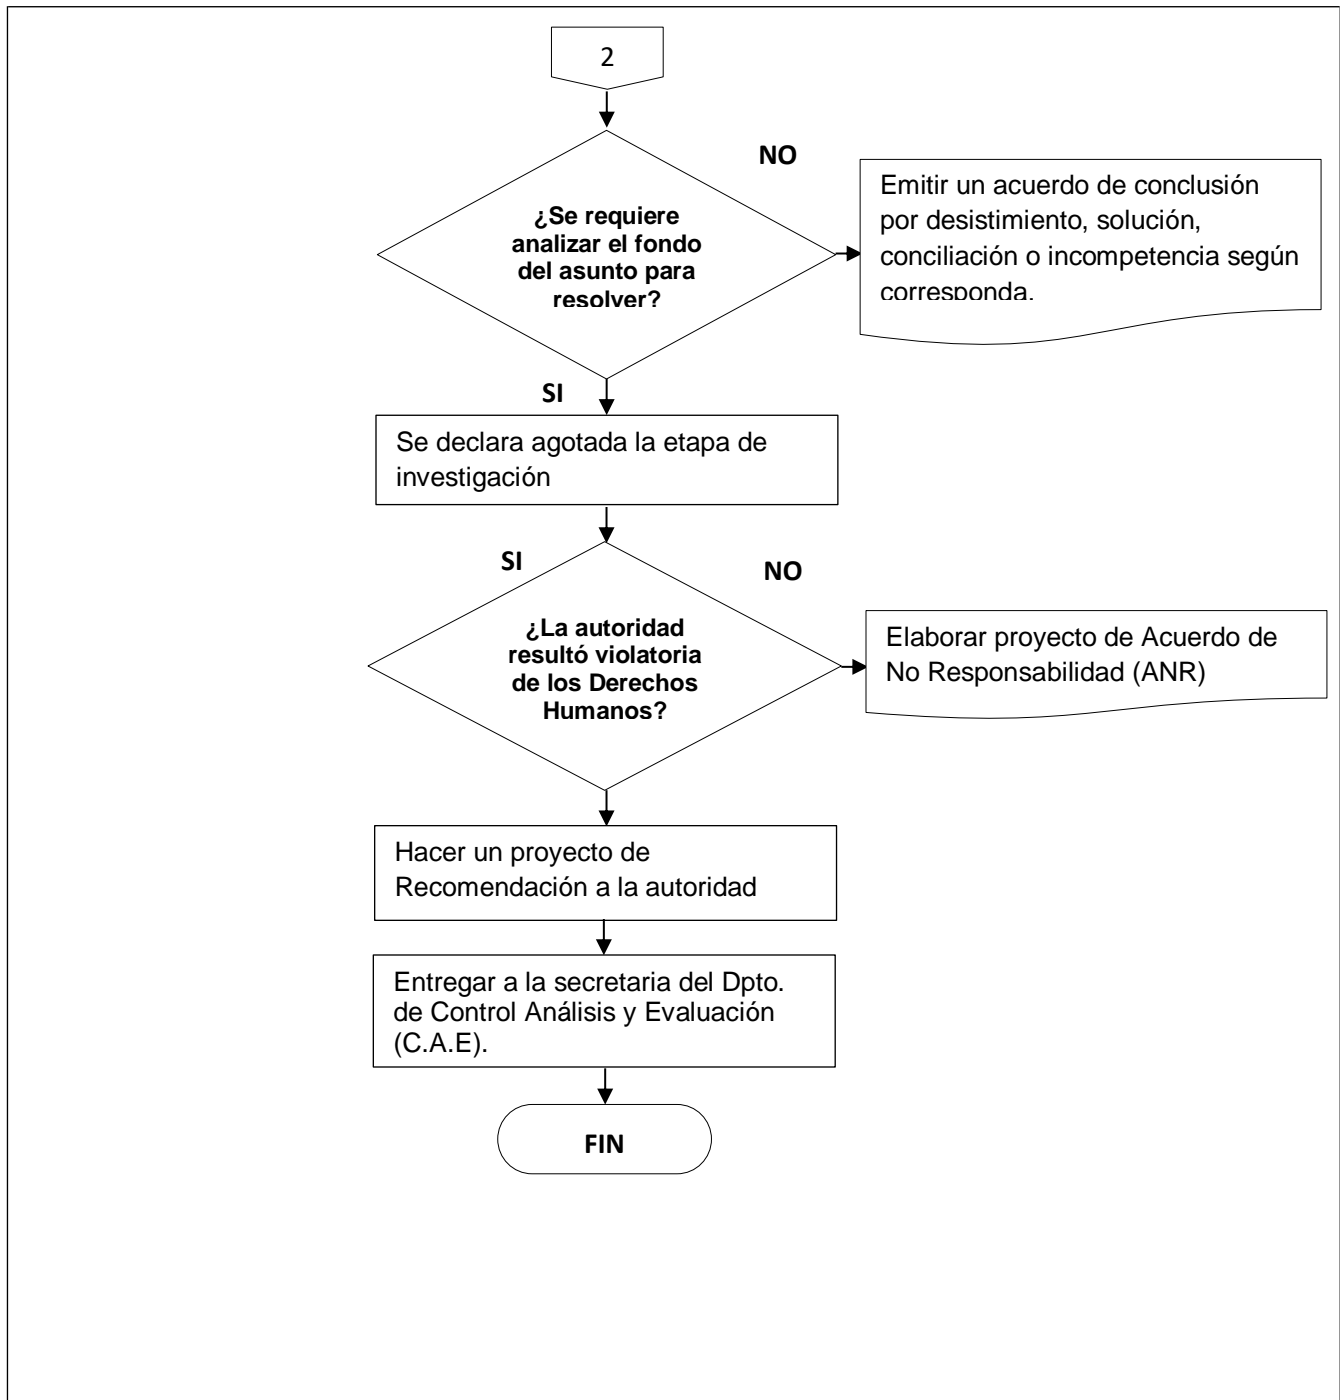 2
NO
¿Se requiere
analizar el fondo
del asunto para
resolver?
Emitir un acuerdo de conclusión
por desistimiento, solución,
conciliación o incompetencia según
corresponda.
SI
Se declara agotada la etapa de
investigación
SI
NO
¿La autoridad
resultó violatoria
de los Derechos
Humanos?
Elaborar proyecto de Acuerdo de
No Responsabilidad (ANR)
Hacer un proyecto de
Recomendación a la autoridad
Entregar a la secretaria del Dpto.
de Control Análisis y Evaluación
(C.A.E).
FIN